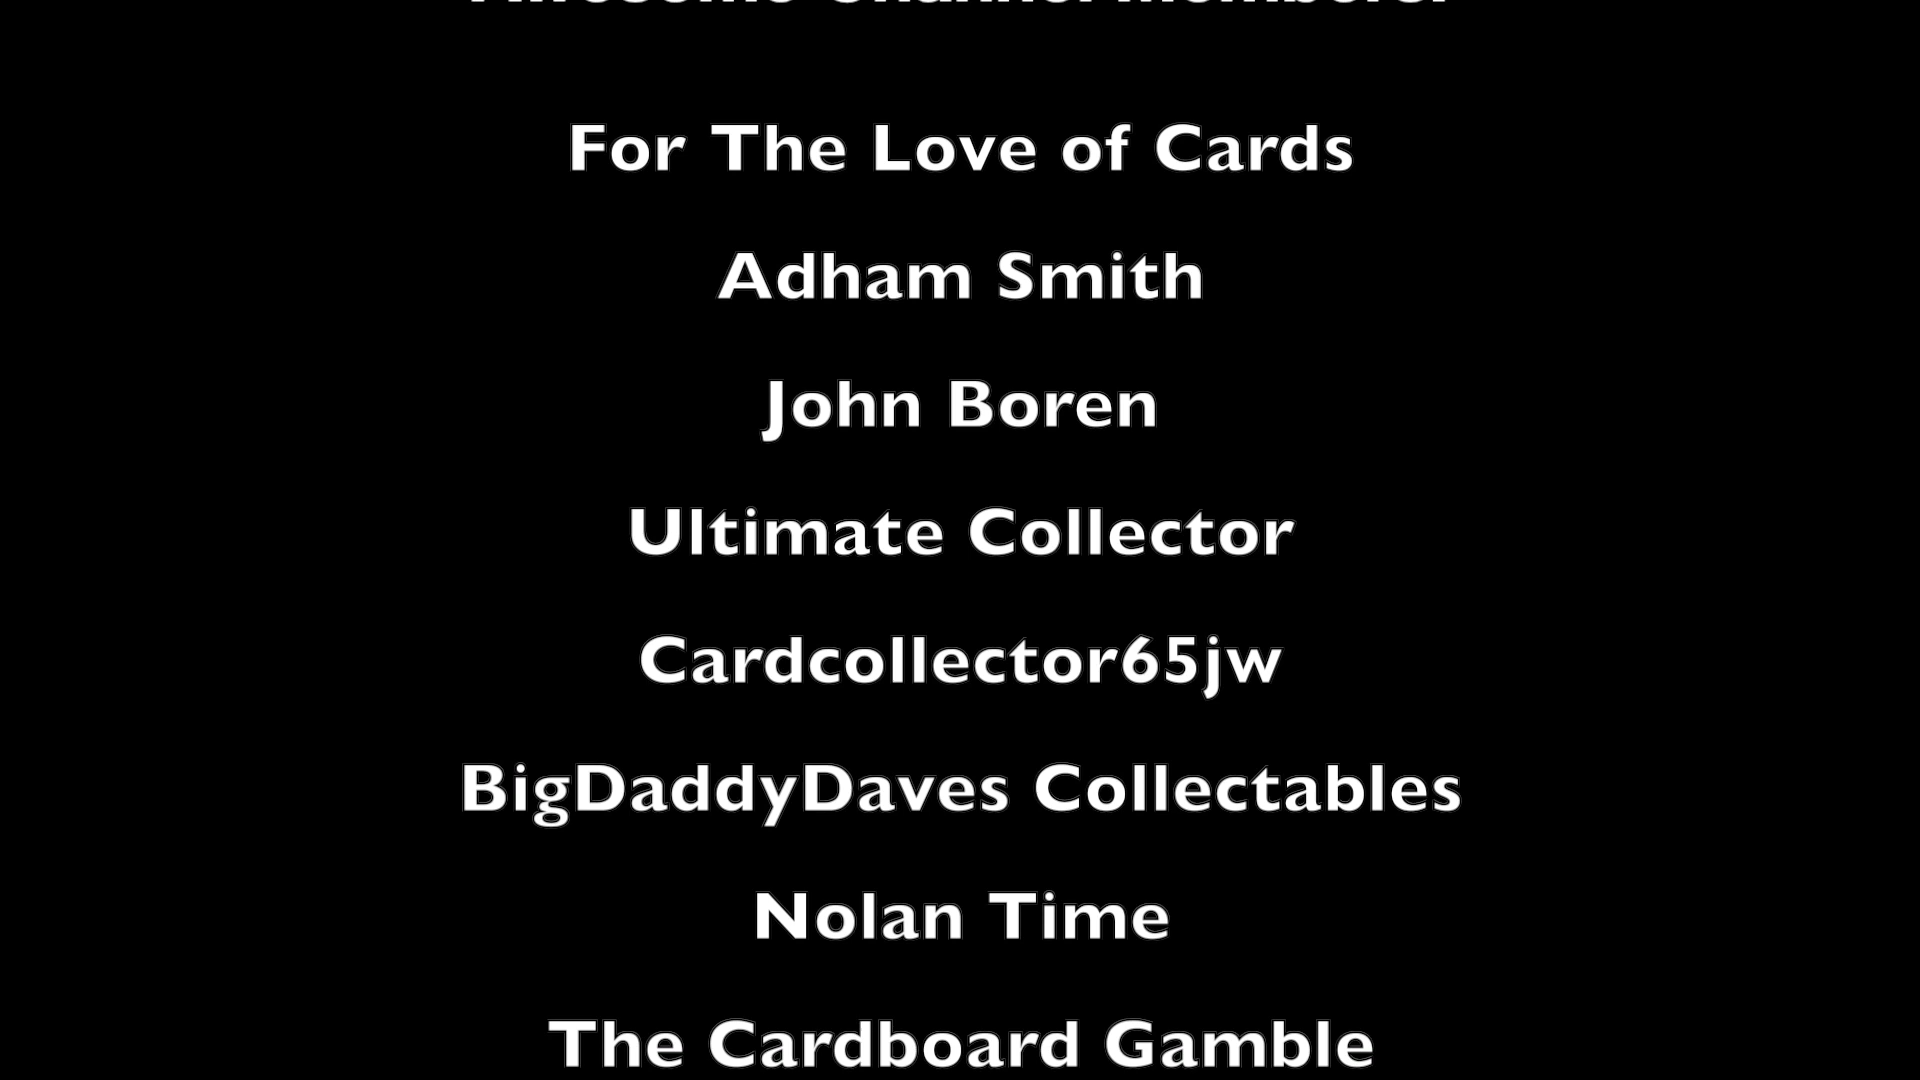 For The Love of Cards
Adham Smith
John Boren
Ultimate Collector
Cardcollector65jw
BigDaddyDaves Collectables
Nolan Time
The Cardboard Gamble